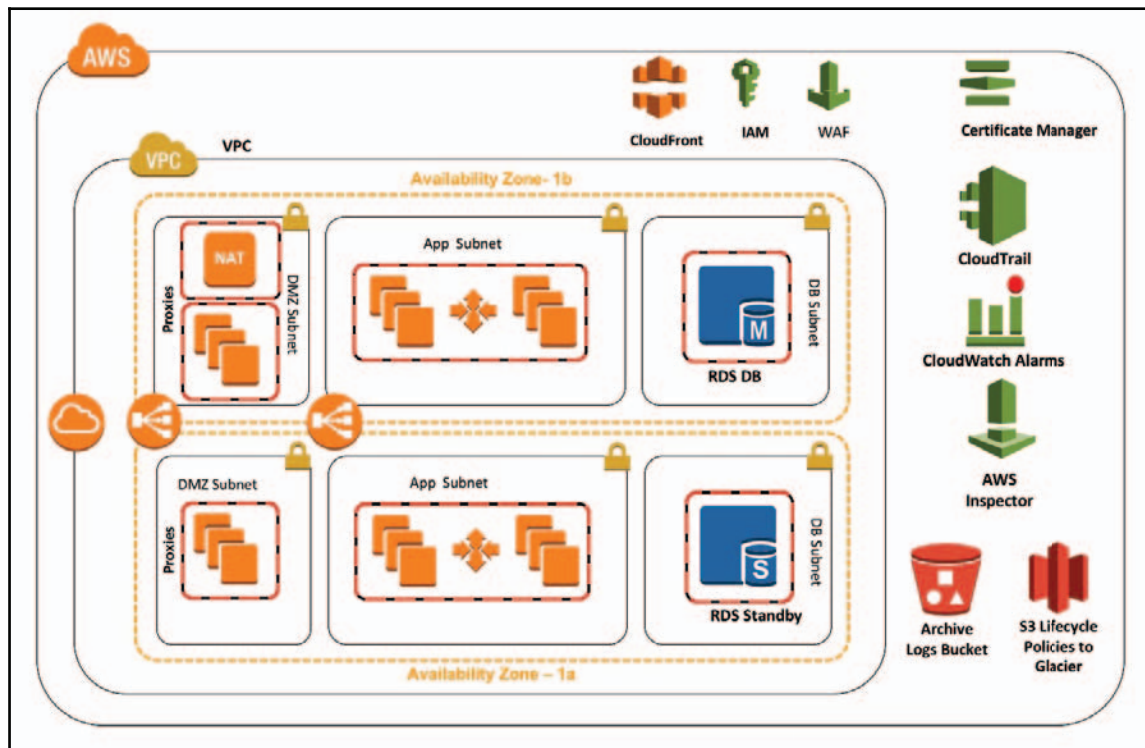 AWS
CloudFront
IAM
WAF
Certificate Manager
VPC
VPC
Availability Zone- 1b
NAT
Proxies
DMZ Subnet
App Subnet
M
RDS DB
DB Subnet
CloudTrail
CloudWatch Alarms
AWS
Inspector
DMZ Subnet
Proxies
App Subnet
S
RDS Standby
DB Subnet
Availability Zone – 1a
Archive
Logs Bucket
S3 Lifecycle
Policies to
Glacier